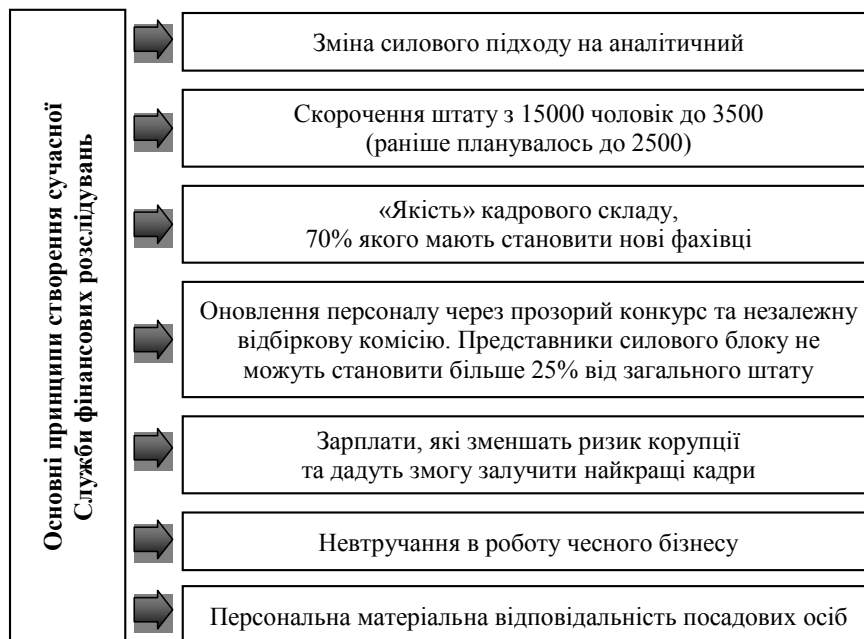 Основні принципи створення сучасної
Служби фінансових розслідувань
Зміна силового підходу на аналітичний
Скорочення штату з 15000 чоловік до 3500
(раніше планувалось до 2500)
«Якість» кадрового складу,
70% якого мають становити нові фахівці
Оновлення персоналу через прозорий конкурс та незалежну
відбіркову комісію. Представники силового блоку не
можуть становити більше 25% від загального штату
Зарплати, які зменшать ризик корупції
та дадуть змогу залучити найкращі кадри
Невтручання в роботу чесного бізнесу
Персональна матеріальна відповідальність посадових осіб